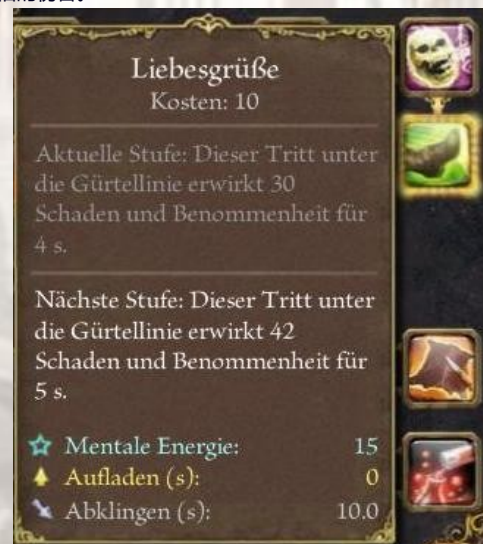 Liebesgrüße
Kosten: 10
Aktuelle Stufe: Dieser Tritt unter
die Gürtellinie erwirkt 30
Schaden und Benommenheit für
4 s.
Nächste Stufe: Dieser Tritt unter
die Gürtellinie erwirkt 42
Schaden und Benommenheit für
5 s.
Mentale Energie: 15
Aufladen (s): 0
Abklingen (s): 10.0